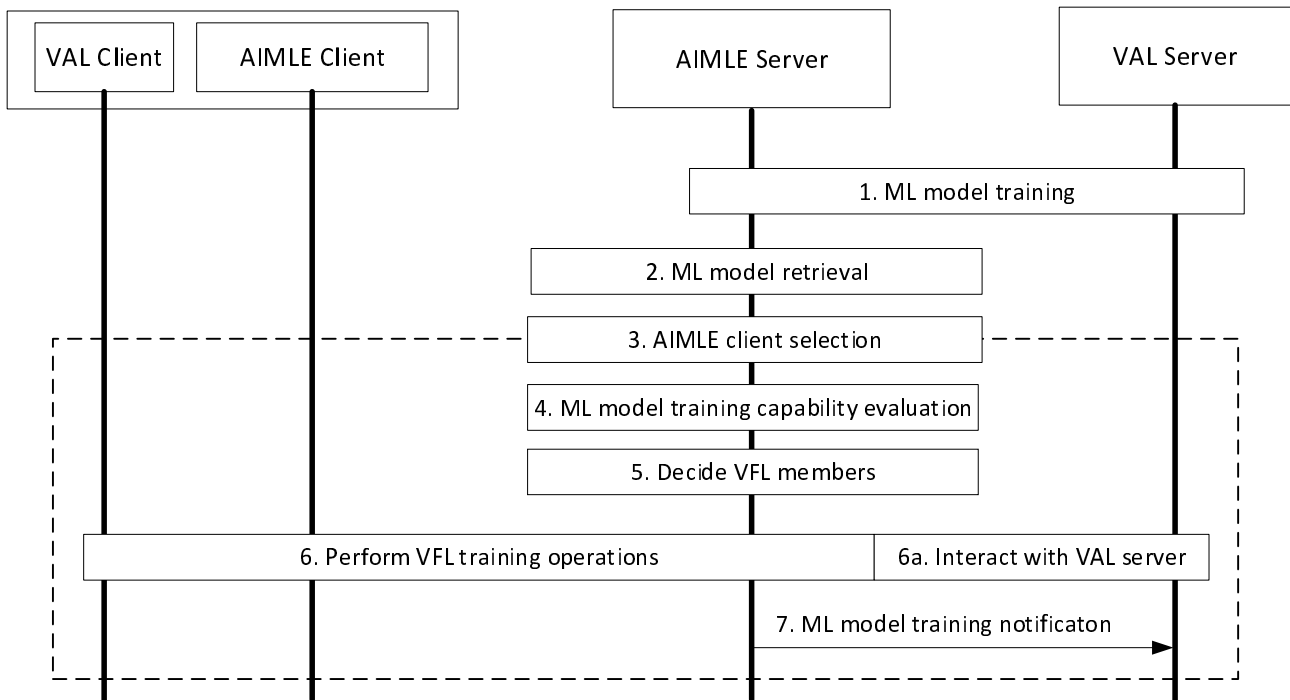 VAL Client
AIMLE Client
AIMLE Server
VAL Server
1. ML model training
2. ML model retrieval
3. AIMLE client selection
4. ML model training capability evaluation
5. Decide VFL members
6. Perform VFL training operations
6a. Interact with VAL server
7. ML model training notificaton